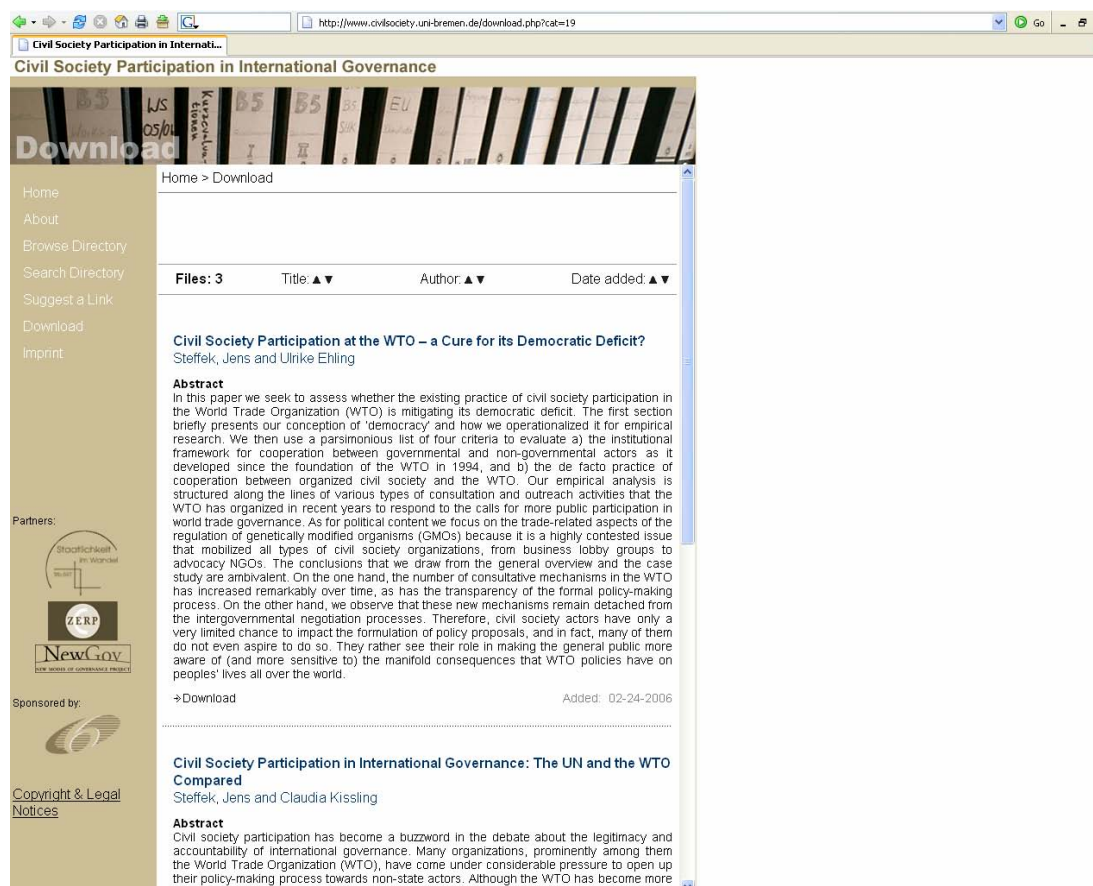 http://www.civilsociety.uni-bremen.de/download.php?cat=19
Go
Civil Society Participation in Internati...
Civil Society Participation in International Governance
B5
WS
05/06
Kurzevalua-
tionen
B5
I
B5
II
B5
EU
Download
Home
About
Browse Directory
Search Directory
Suggest a Link
Download
Imprint
Partners:
Staatlichkeit
im Wandel
ZERP
NewGov
NEW MODES OF GOVERNANCE PROJECT
Sponsored by:
6
Copyright & Legal
Notices
Home > Download
Files: 3 Title:▲▼ Author:▲▼ Date added:▲▼
Civil Society Participation at the WTO – a Cure for its Democratic Deficit?
Steffek, Jens and Ulrike Ehling
Abstract
In this paper we seek to assess whether the existing practice of civil society participation in
the World Trade Organization (WTO) is mitigating its democratic deficit. The first section
briefly presents our conception of 'democracy' and how we operationalized it for empirical
research. We then use a parsimonious list of four criteria to evaluate a) the institutional
framework for cooperation between governmental and non-governmental actors as it
developed since the foundation of the WTO in 1994, and b) the de facto practice of
cooperation between organized civil society and the WTO. Our empirical analysis is
structured along the lines of various types of consultation and outreach activities that the
WTO has organized in recent years to respond to the calls for more public participation in
world trade governance. As for political content we focus on the trade-related aspects of the
regulation of genetically modified organisms (GMOs) because it is a highly contested issue
that mobilized all types of civil society organizations, from business lobby groups to
advocacy NGOs. The conclusions that we draw from the general overview and the case
study are ambivalent. On the one hand, the number of consultative mechanisms in the WTO
has increased remarkably over time, as has the transparency of the formal policy-making
process. On the other hand, we observe that these new mechanisms remain detached from
the intergovernmental negotiation processes. Therefore, civil society actors have only a
very limited chance to impact the formulation of policy proposals, and in fact, many of them
do not even aspire to do so. They rather see their role in making the general public more
aware of (and more sensitive to) the manifold consequences that WTO policies have on
peoples' lives all over the world.
→Download Added: 02-24-2006
Civil Society Participation in International Governance: The UN and the WTO
Compared
Steffek, Jens and Claudia Kissling
Abstract
Civil society participation has become a buzzword in the debate about the legitimacy and
accountability of international governance. Many organizations, prominently among them
the World Trade Organization (WTO), have come under considerable pressure to open up
their policy-making process towards non-state actors. Although the WTO has become more